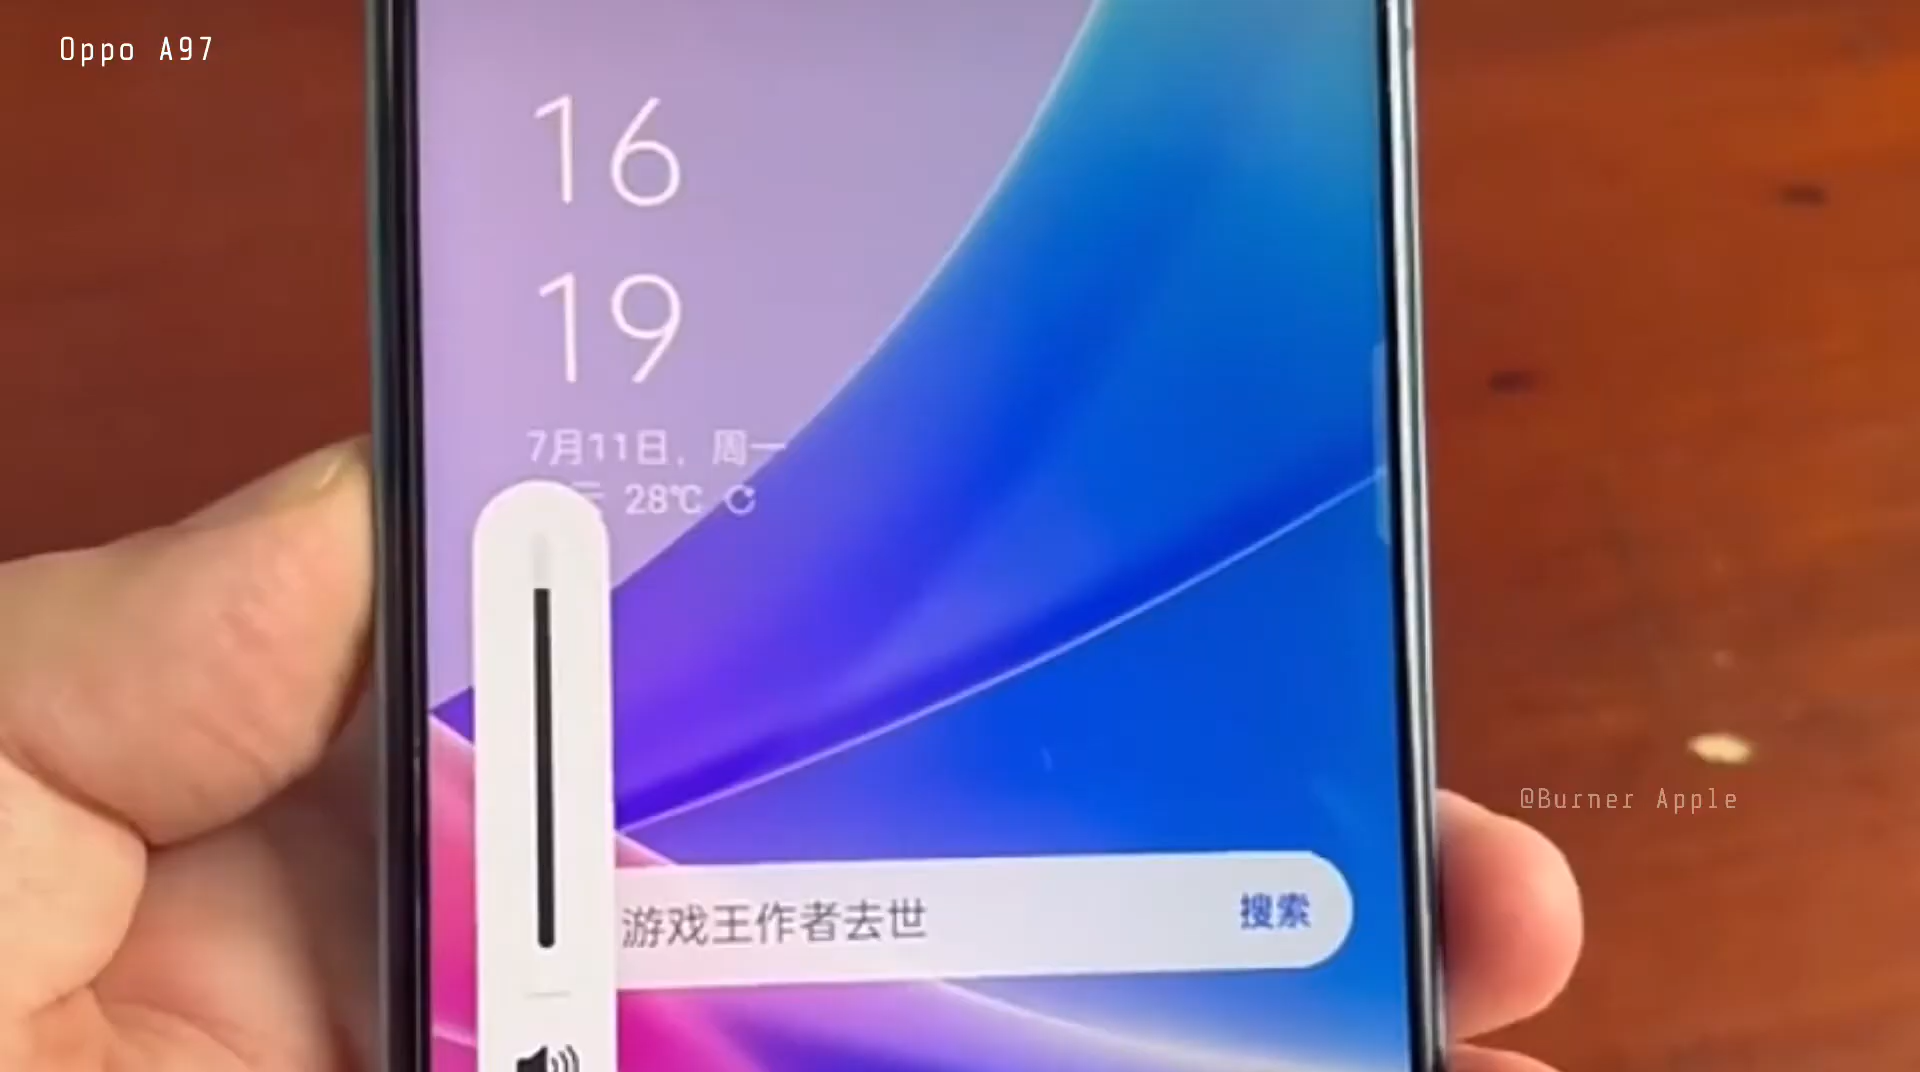 Oppo A97
16
19
7月11日，周一
28℃
游戏王作者去世
搜索
@Burner Apple